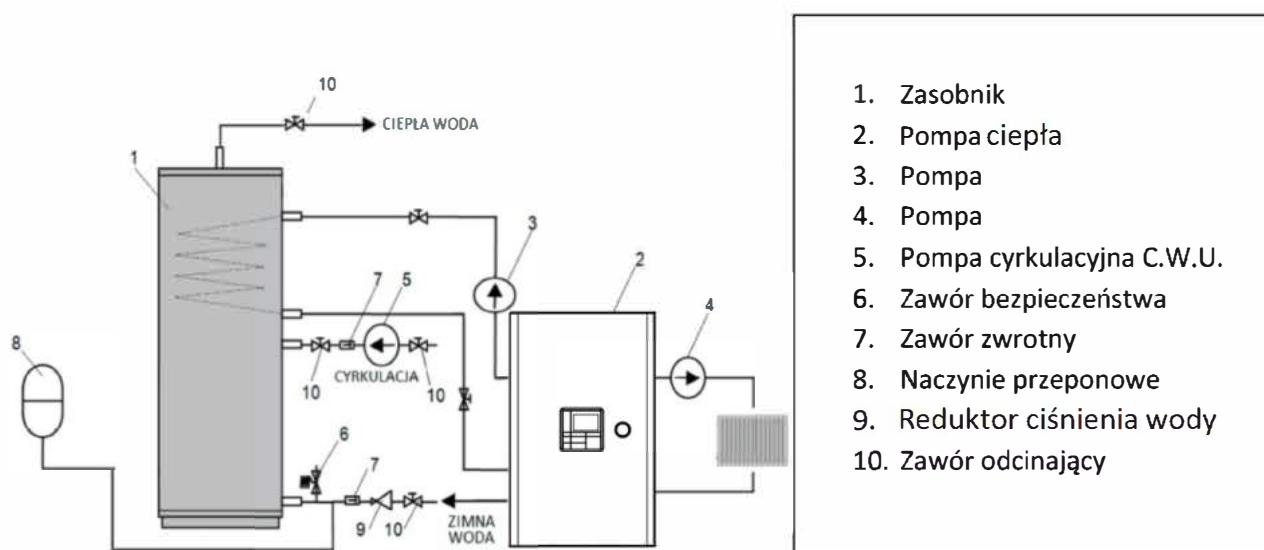 10
CIEPŁA WODA
1
3
2
7
5
4
8
10
CYRKULACJA
10
6
7
9
10
ZIMNA
WODA
1. Zasobnik
2. Pompa ciepła
3. Pompa
4. Pompa
5. Pompa cyrkulacyjna C.W.U.
6. Zawór bezpieczeństwa
7. Zawór zwrotny
8. Naczynie przeponowe
9. Reduktor ciśnienia wody
10. Zawór odcinający